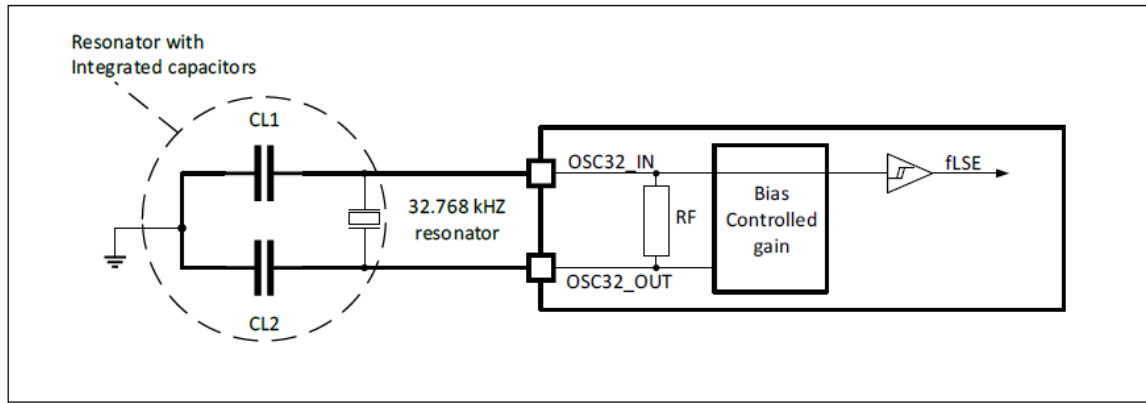 Resonator with
Integrated capacitors
CL1
OSC32_IN
fLSE
32.768 kHZ
resonator
RF
Bias
Controlled
gain
OSC32_OUT
CL2